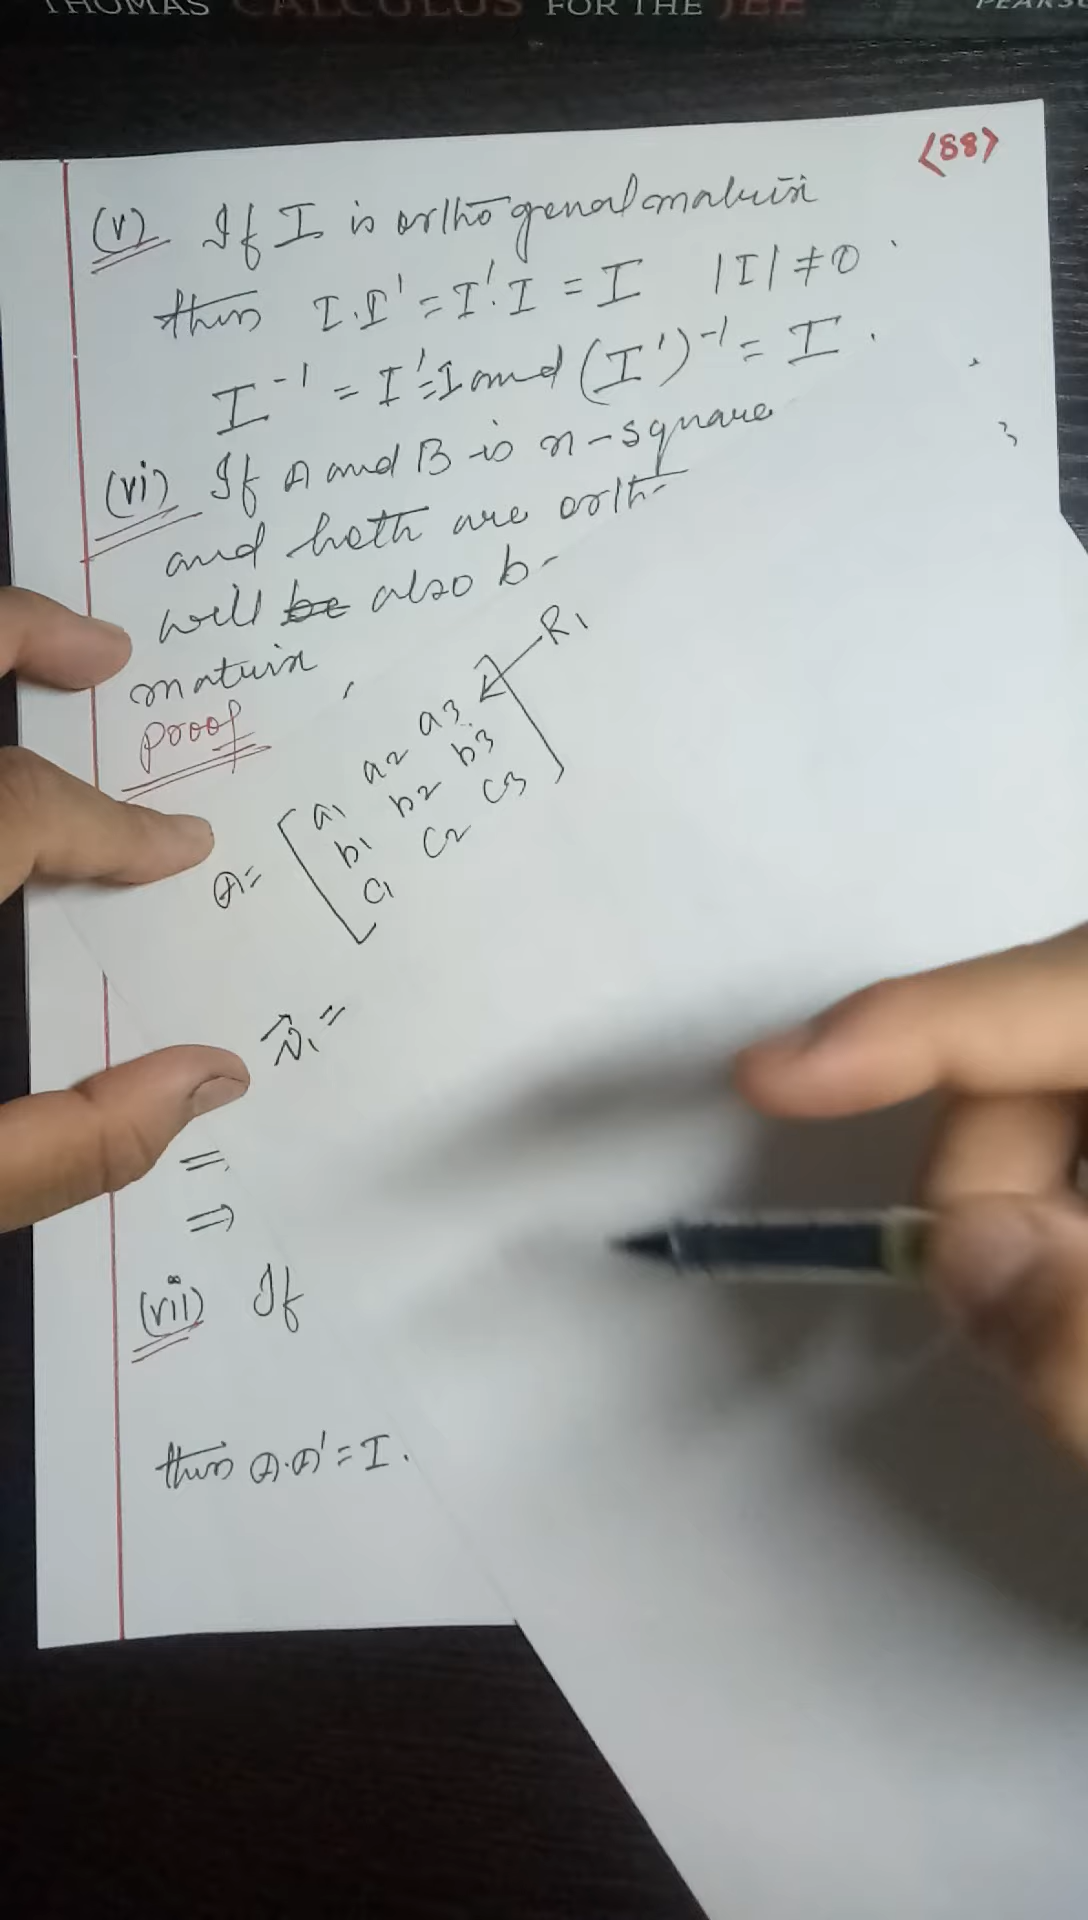 THOMAS CALCULUS FOR THE JEE
<88>
(v) If I is orthogenal matrix
then I.I' = I'.I = I |I| ≠ 0
I⁻¹ = I' = I and (I')⁻¹ = I.
(vi) If A and B is n-square
and both are orth
will be also b
matrix
R1
Proof
A = [a1 a2 a3
b1 b2 b3
c1 c2 c3]
=
⇒
(vii) If
then A.A' = I.